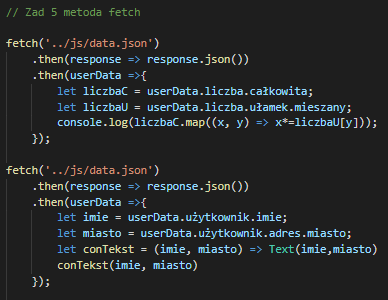 // Zad 5 metoda fetch
fetch('../js/data.json')
.then(response => response.json())
.then(userData =>{
let liczbaC = userData.liczba.całkowita;
let liczbaU = userData.liczba.ułamek.mieszany;
console.log(liczbaC.map((x, y) => x*=liczbaU[y]));
});
fetch('../js/data.json')
.then(response => response.json())
.then(userData =>{
let imie = userData.użytkownik.imie;
let miasto = userData.użytkownik.adres.miasto;
let conTekst = (imie, miasto) => Text(imie,miasto)
conTekst(imie, miasto)
});